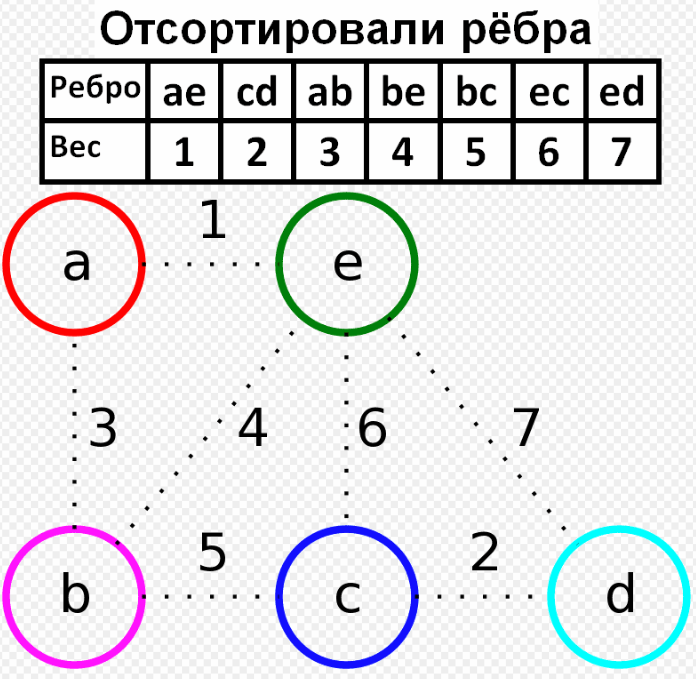 Отсортировали рёбра
Ребро ae cd ab be bc ec ed
Вес 1 2 3 4 5 6 7
1
a e
3 4 6 7
5 2
b c d